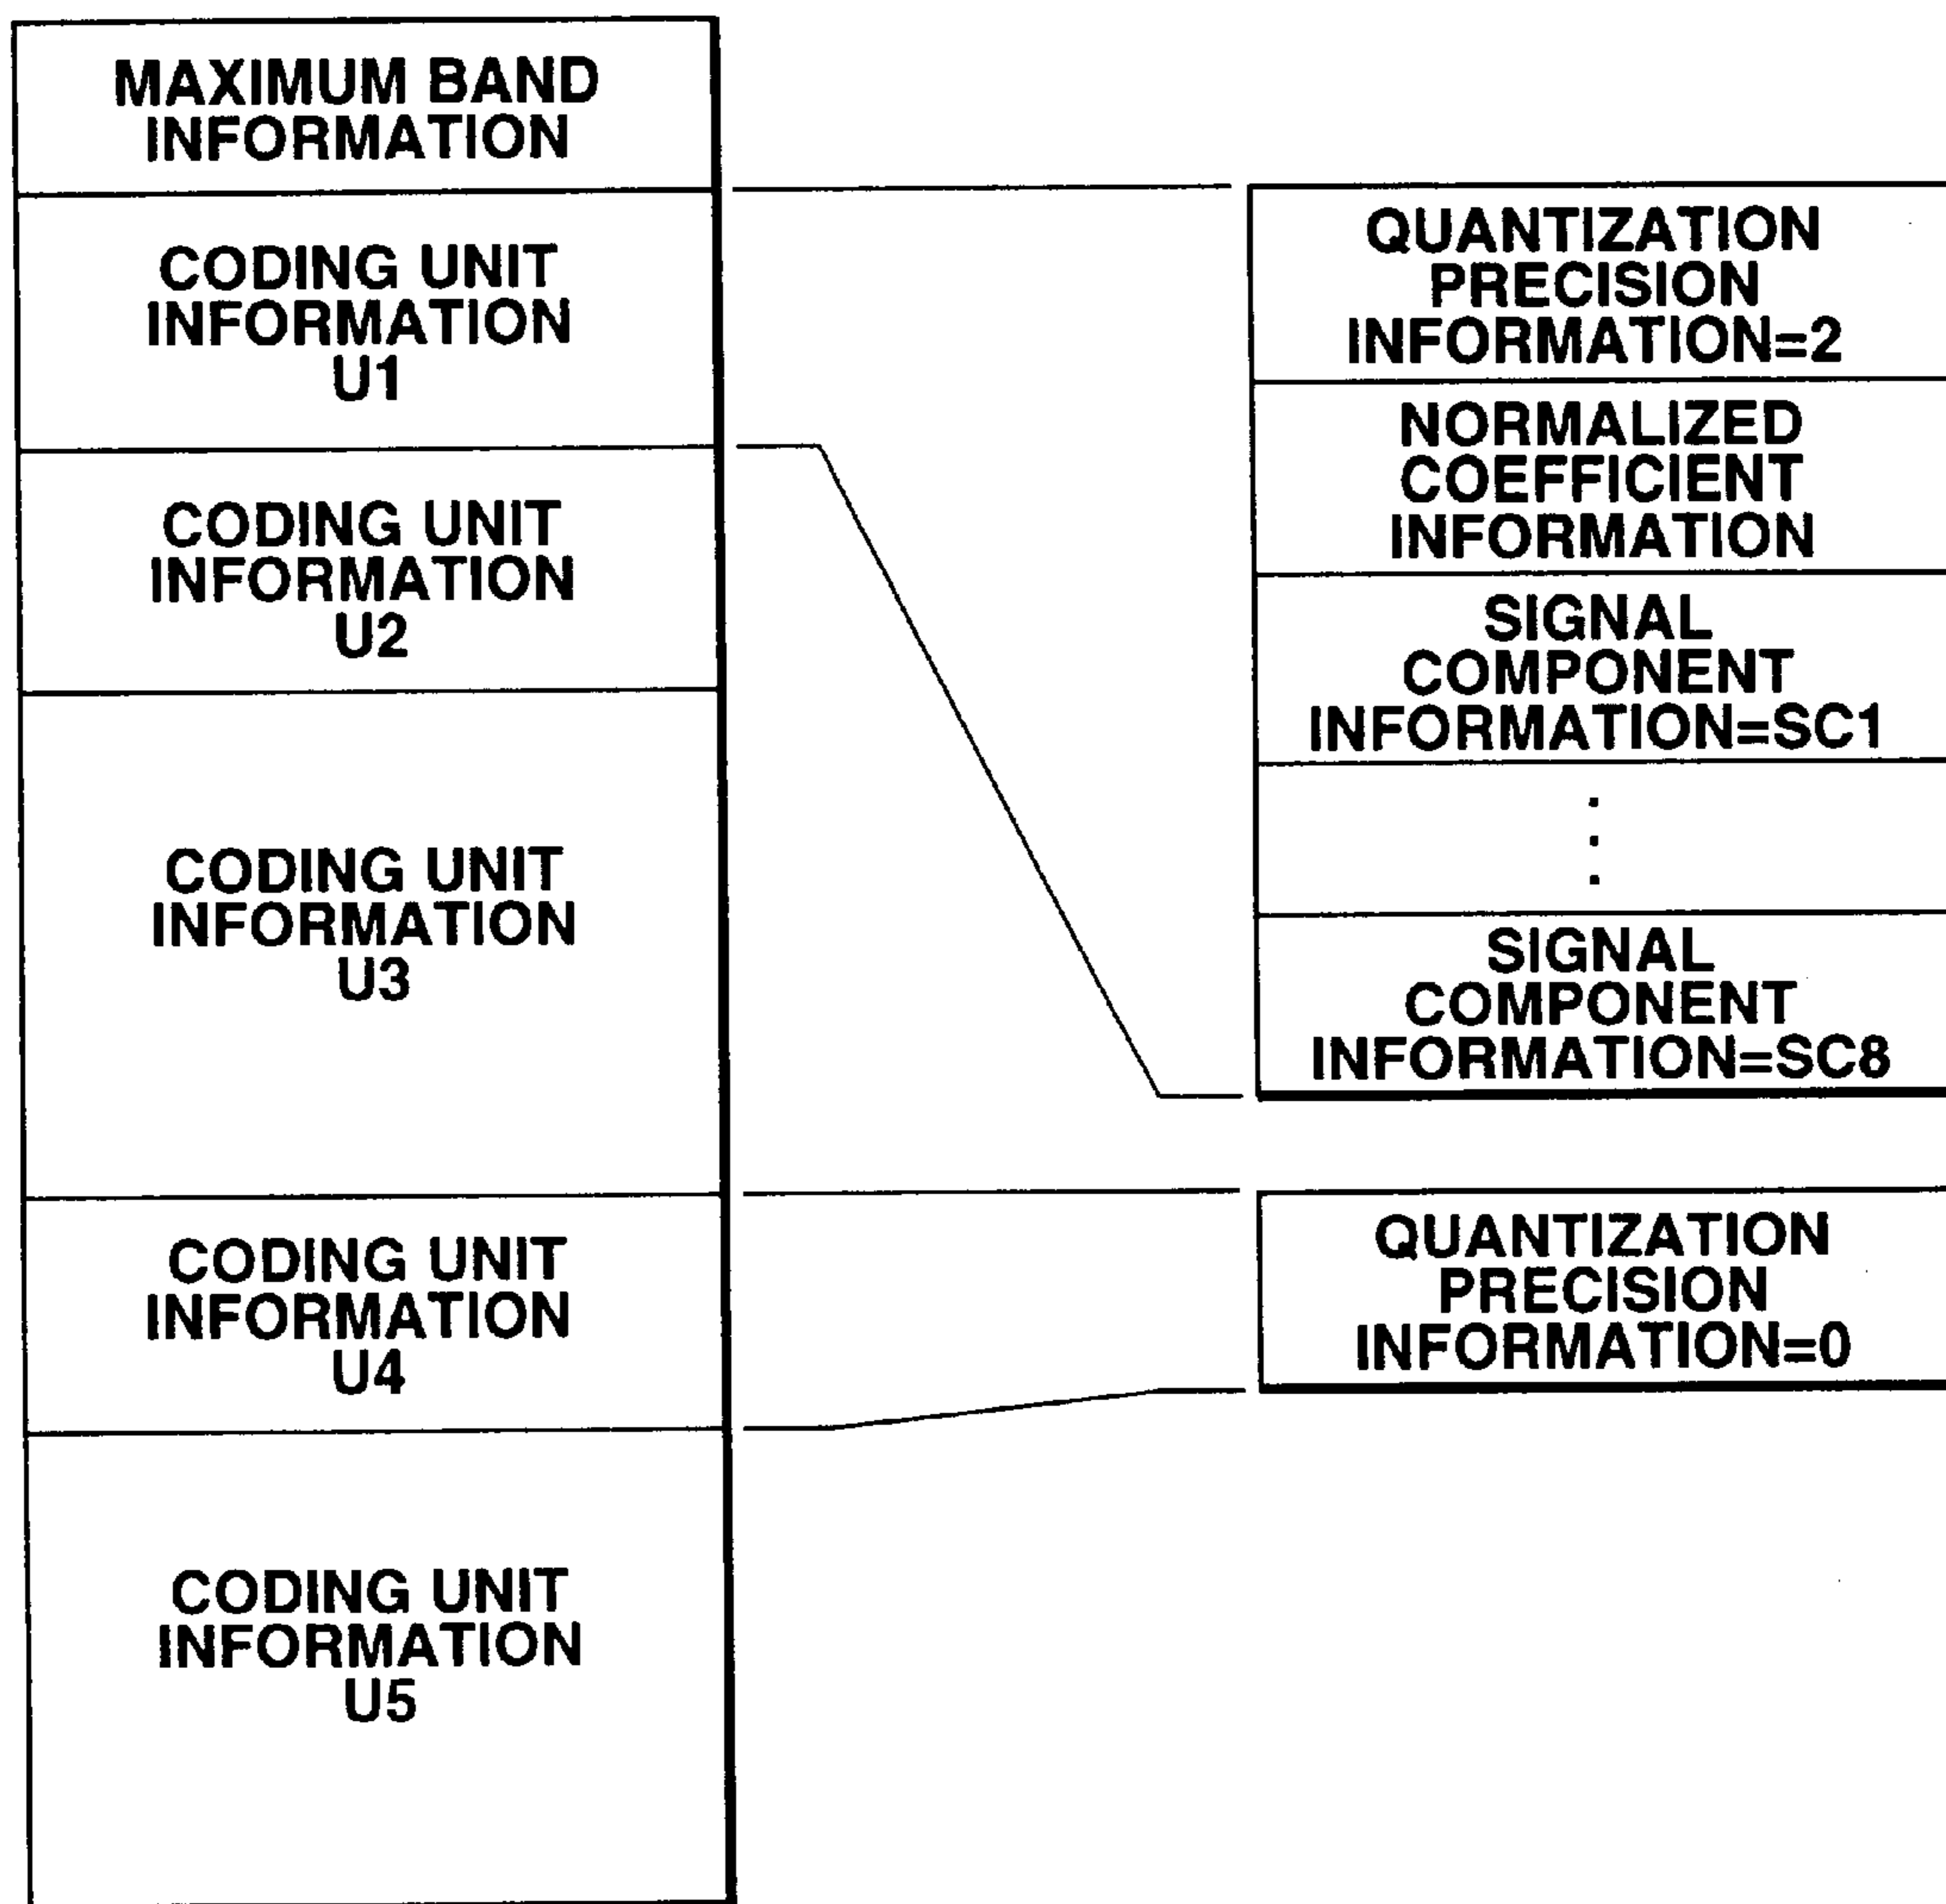 MAXIMUM BAND
INFORMATION
CODING UNIT
INFORMATION
U1
CODING UNIT
INFORMATION
U2
CODING UNIT
INFORMATION
U3
CODING UNIT
INFORMATION
U4
CODING UNIT
INFORMATION
U5
QUANTIZATION
PRECISION
INFORMATION=2
NORMALIZED
COEFFICIENT
INFORMATION
SIGNAL
COMPONENT
INFORMATION=SC1
SIGNAL
COMPONENT
INFORMATION=SC8
QUANTIZATION
PRECISION
INFORMATION=0